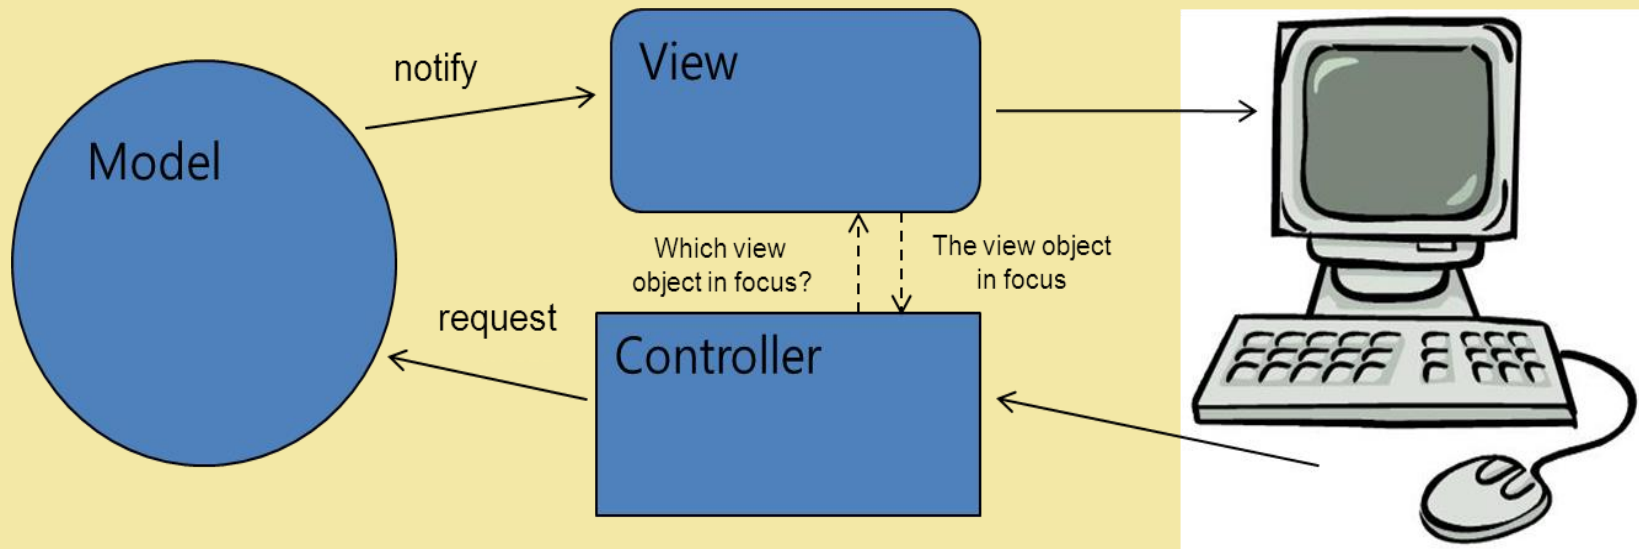 notify
View
Model
Which view
object in focus?
The view object
in focus
request
Controller